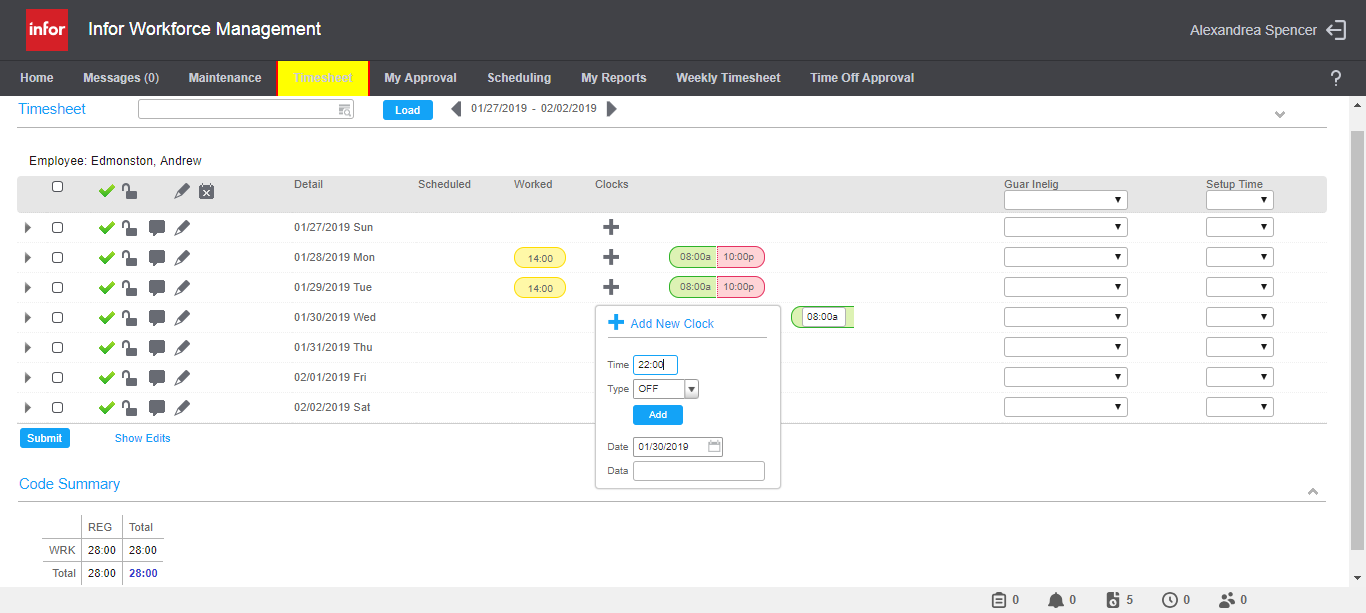 infor Infor Workforce Management Alexandrea Spencer
Home Messages (0) Maintenance Timesheet My Approval Scheduling My Reports Weekly Timesheet Time Off Approval ?
Timesheet Load 01/27/2019 - 02/02/2019
Employee: Edmonston, Andrew
Detail Scheduled Worked Clocks Guar Inelig Setup Time
01/27/2019 Sun
01/28/2019 Mon 14:00 08:00a 10:00p
01/29/2019 Tue 14:00 08:00a 10:00p
01/30/2019 Wed 08:00a
01/31/2019 Thu
02/01/2019 Fri
02/02/2019 Sat
Add New Clock
Time 22:00
Type OFF
Add
Date 01/30/2019
Data
Submit Show Edits
Code Summary
REG Total
WRK 28:00 28:00
Total 28:00 28:00
0 0 5 0 0